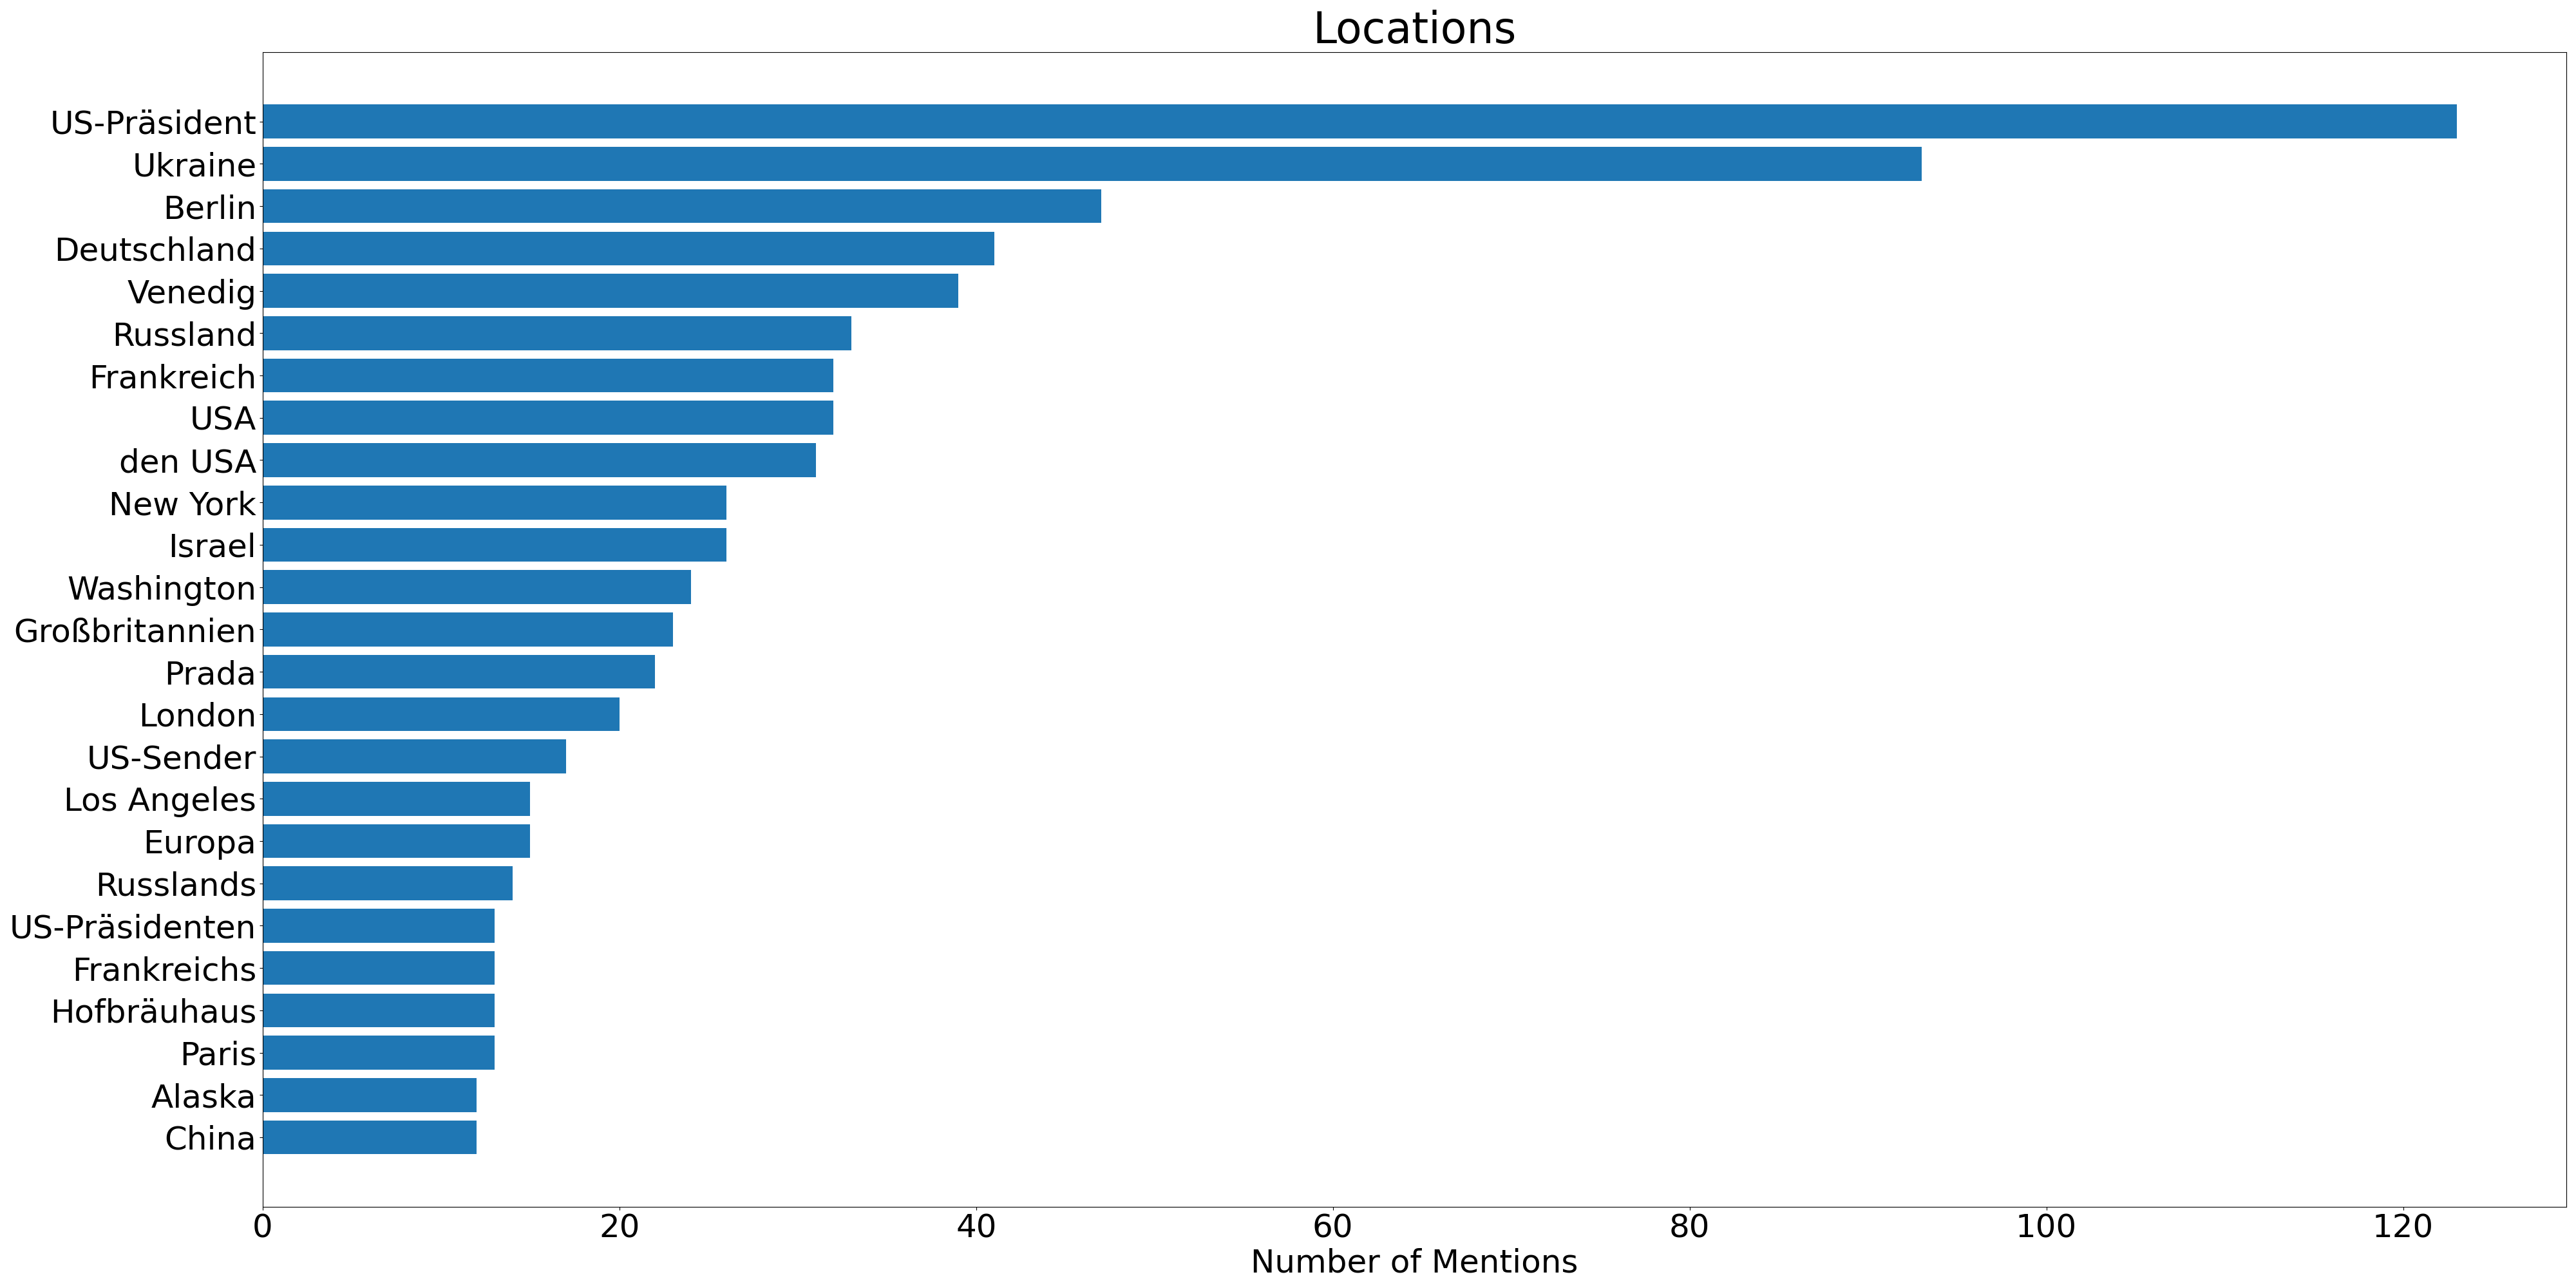 Locations
US-Präsident
Ukraine
Berlin
Deutschland
Venedig
Russland
Frankreich
USA
den USA
New York
Israel
Washington
Großbritannien
Prada
London
US-Sender
Los Angeles
Europa
Russlands
US-Präsidenten
Frankreichs
Hofbräuhaus
Paris
Alaska
China
0 20 40 60 80 100 120
Number of Mentions